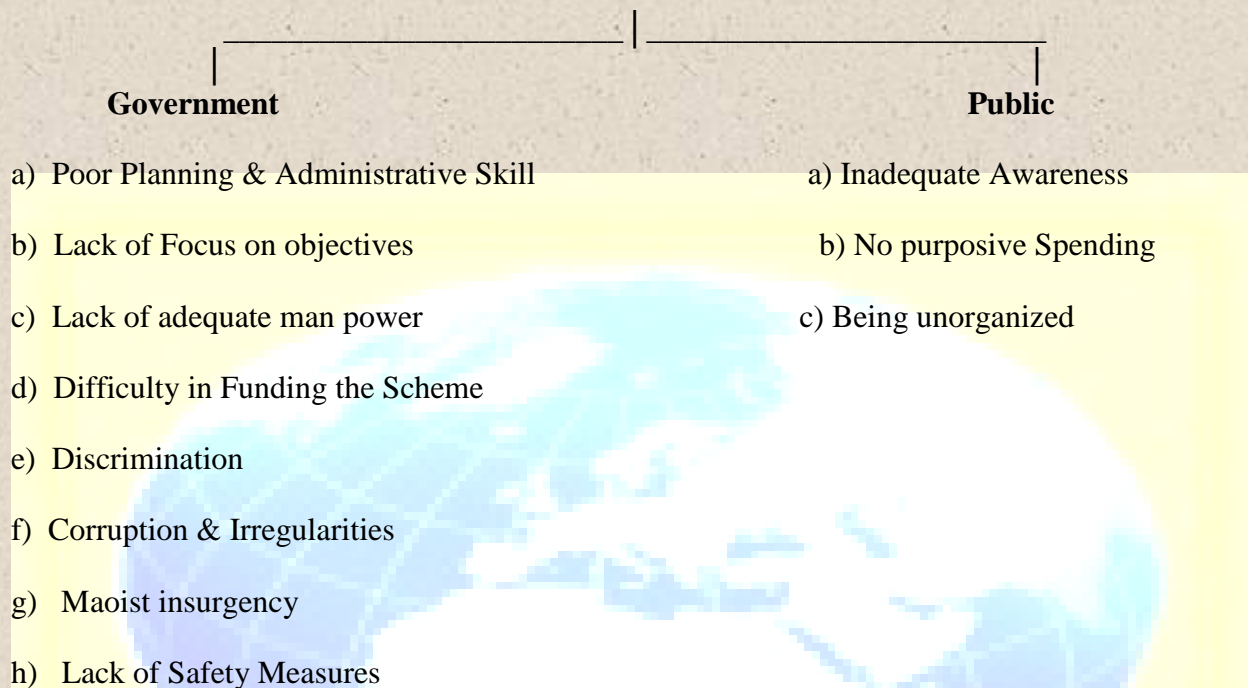 Government Public
a) Poor Planning & Administrative Skill a) Inadequate Awareness
b) Lack of Focus on objectives b) No purposive Spending
c) Lack of adequate man power c) Being unorganized
d) Difficulty in Funding the Scheme
e) Discrimination
f) Corruption & Irregularities
g) Maoist insurgency
h) Lack of Safety Measures